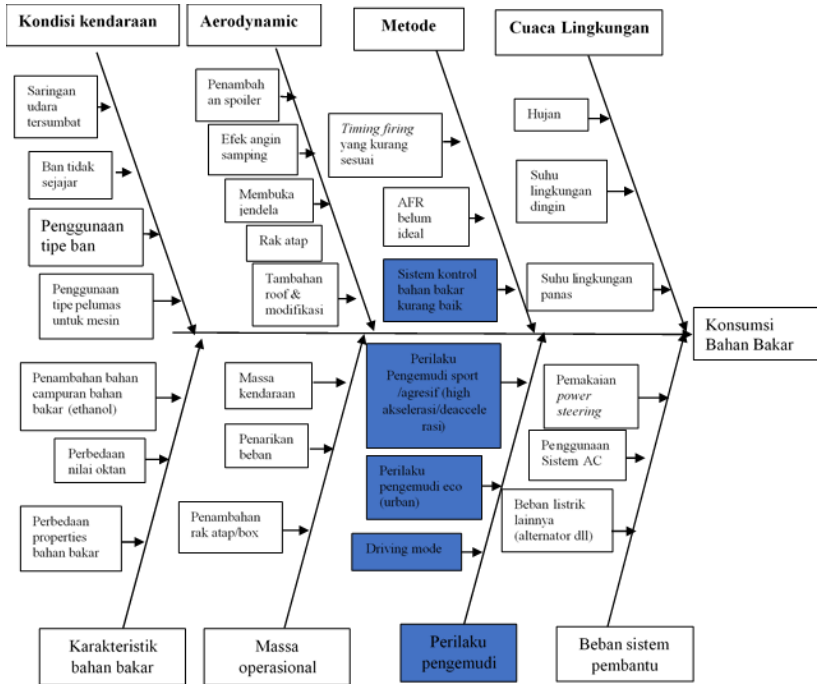 Kondisi kendaraan
Aerodynamic
Metode
Cuaca Lingkungan
Saringan
udara
tersumbat
Ban tidak
sejajar
Penggunaan
tipe ban
Penggunaan
tipe pelumas
untuk mesin
Penambah
an spoiler
Efek angin
samping
Membuka
jendela
Rak atap
Tambahan
roof &
modifikasi
Timing firing
yang kurang
sesuai
AFR
belum
ideal
Sistem kontrol
bahan bakar
kurang baik
Hujan
Suhu
lingkungan
dingin
Suhu lingkungan
panas
Konsumsi
Bahan Bakar
Penambahan bahan
campuran bahan
bakar (ethanol)
Perbedaan
nilai oktan
Perbedaan
properties
bahan bakar
Massa
kendaraan
Penarikan
beban
Penambahan
rak atap/box
Perilaku
Pengemudi sport
/agresif (high
akselerasi/deaccele
rasi)
Perilaku
pengemudi eco
(urban)
Driving mode
Pemakaian
power
steering
Penggunaan
Sistem AC
Beban listrik
lainnya
(alternator dll)
Karakteristik
bahan bakar
Massa
operasional
Perilaku
pengemudi
Beban sistem
pembantu